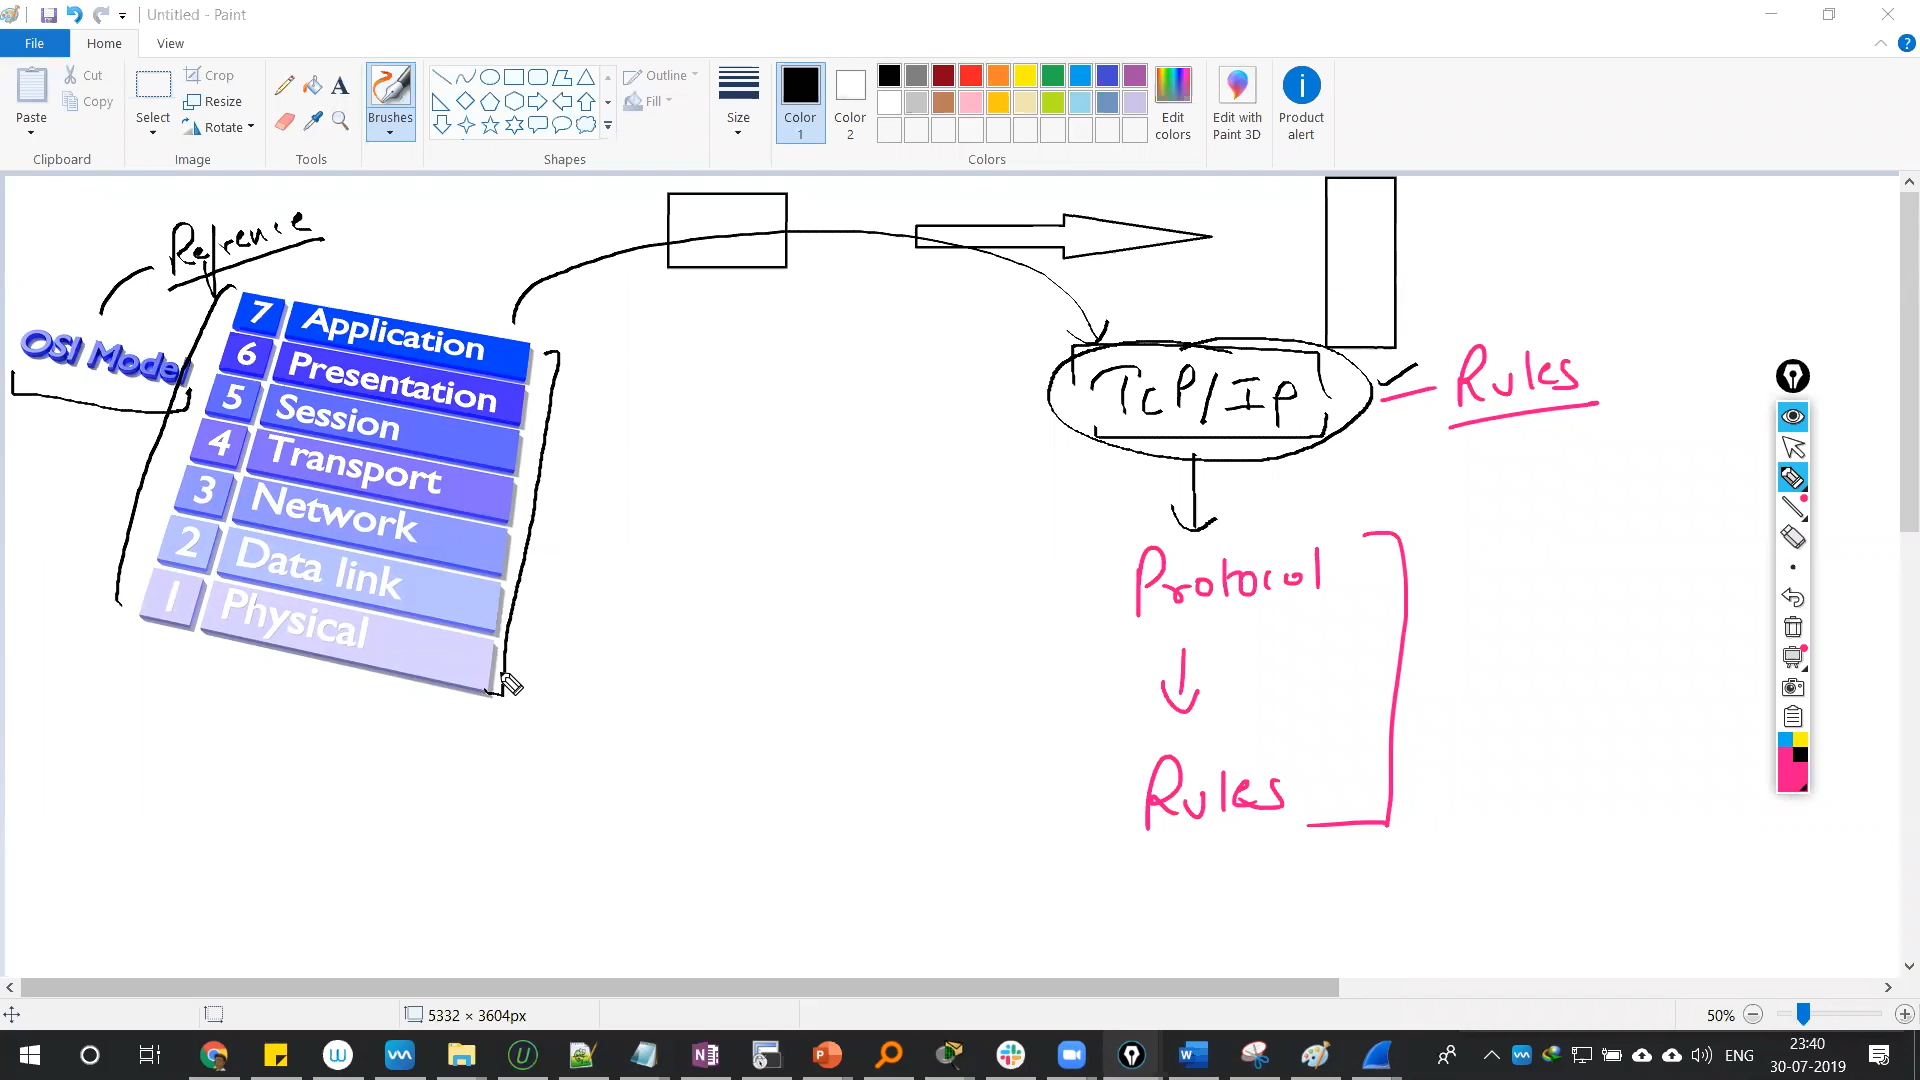 Untitled - Paint
File Home View
Paste
Cut
Copy
Clipboard
Select
Crop
Resize
Rotate
Image
Tools
Brushes
Shapes
Outline
Fill
Size
Color 1
Color 2
Colors
Edit colors
Edit with Paint 3D
Product alert
Refrence
OSI Model
7 Application
6 Presentation
5 Session
4 Transport
3 Network
2 Data link
1 Physical
TCP/IP
Rules
Protocol
Rules
5332 × 3604px
50%
ENG
23:40
30-07-2019